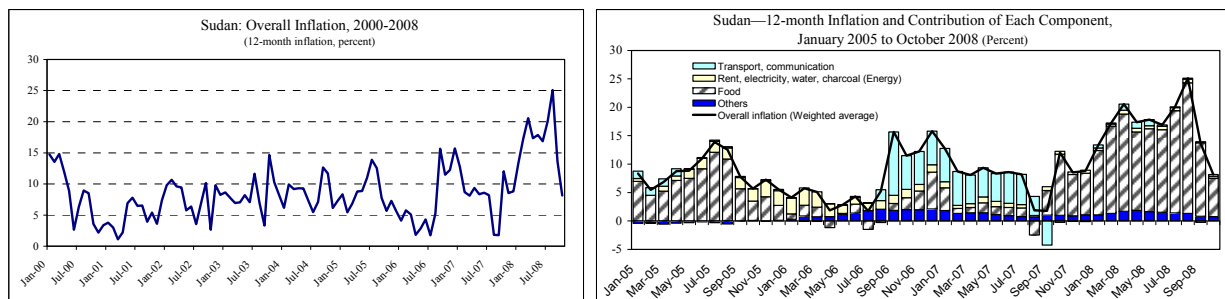 Sudan: Overall Inflation, 2000-2008
(12-month inflation, percent)
30
25
20
15
10
5
0
Jan-00
Jul-00
Jan-01
Jul-01
Jan-02
Jul-02
Jan-03
Jul-03
Jan-04
Jul-04
Jan-05
Jul-05
Jan-06
Jul-06
Jan-07
Jul-07
Jan-08
Jul-08
Sudan—12-month Inflation and Contribution of Each Component,
January 2005 to October 2008 (Percent)
30
25
20
15
10
5
0
-5
Transport, communication
Rent, electricity, water, charcoal (Energy)
Food
Others
Overall inflation (Weighted average)
Jan-05
Mar-05
May-05
Jul-05
Sep-05
Nov-05
Jan-06
Mar-06
May-06
Jul-06
Sep-06
Nov-06
Jan-07
Mar-07
May-07
Jul-07
Sep-07
Nov-07
Jan-08
Mar-08
May-08
Jul-08
Sep-08